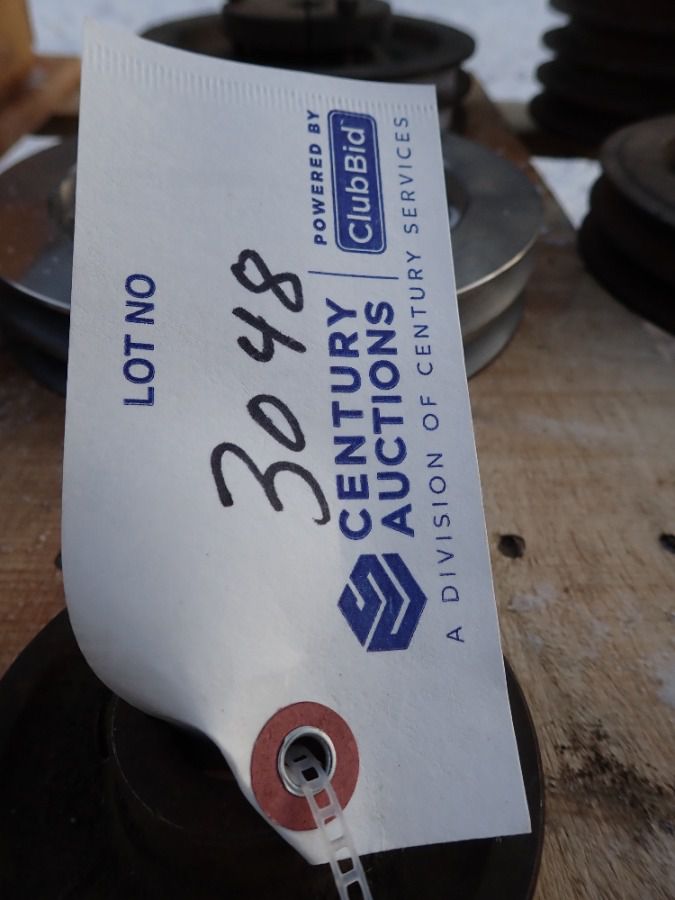 LOT NO
3048
CENTURY
AUCTIONS
POWERED BY
ClubBid
A DIVISION OF CENTURY SERVICES